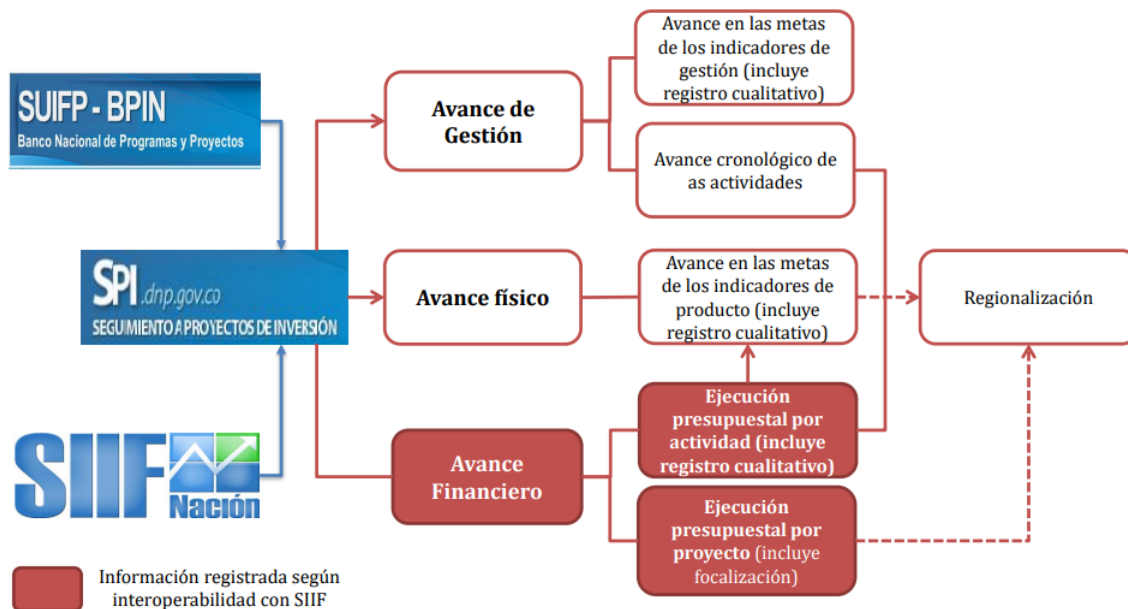 SUIFP - BPIN
Banco Nacional de Programas y Proyectos
SPI.dnp.gov.co
SEGUIMIENTO A PROYECTOS DE INVERSIÓN
SIIF
Nación
Avance de
Gestión
Avance físico
Avance
Financiero
Avance en las metas
de los indicadores de
gestión (incluye
registro cualitativo)
Avance cronológico de
as actividades
Avance en las metas
de los indicadores de
producto (incluye
registro cualitativo)
Ejecución
presupuestal por
actividad (incluye
registro cualitativo)
Ejecución
presupuestal por
proyecto (incluye
focalización)
Regionalización
Información registrada según
interoperabilidad con SIIF